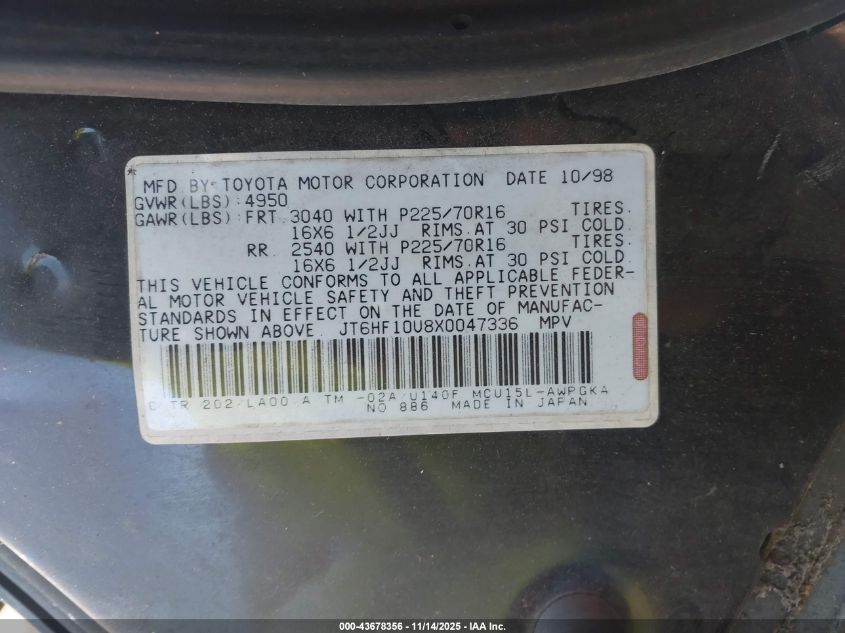 MFD. BY: TOYOTA MOTOR CORPORATION DATE 10/98
GVWR(LBS):4950
GAWR(LBS):FRT. 3040 WITH P225/70R16 TIRES.
16X6 1/2JJ RIMS.AT 30 PSI COLD.
RR. 2540 WITH P225/70R16 TIRES.
16X6 1/2JJ RIMS.AT 30 PSI COLD.
THIS VEHICLE CONFORMS TO ALL APPLICABLE FEDER-
AL MOTOR VEHICLE SAFETY AND THEFT PREVENTION
STANDARDS IN EFFECT ON THE DATE OF MANUFAC-
TURE SHOWN ABOVE. JT6HF10U8X0047336 MPV
C/TR 202/LA00 A/TM -02A/U140F MCU15L-AWPGKA
NO 886 MADE IN JAPAN
000-43678356 | 11/14/2025 - IAA Inc.